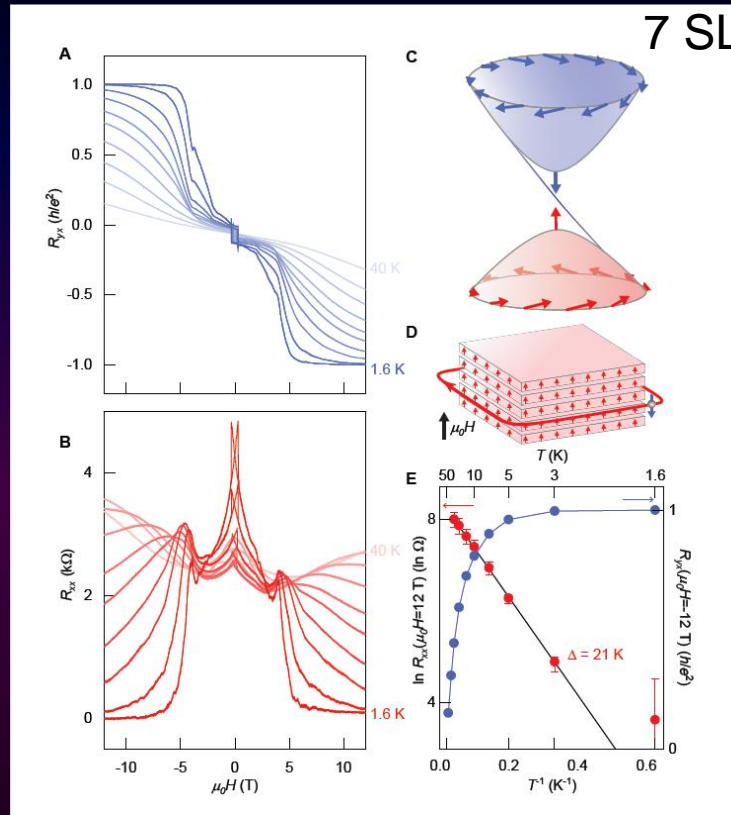 7 SL
A
1.0
0.5
0.0
-0.5
-1.0
R_yx (h/e²)
40 K
1.6 K
B
4
2
0
R_xx (kΩ)
40 K
1.6 K
-10 -5 0 5 10
μ₀H (T)
C
D
μ₀H
E
T (K)
50 10 5 3 1.6
8
4
ln R_xx(μ₀H=12 T) (ln Ω)
Δ = 21 K
1
0
R_yx(μ₀H=-12 T) (h/e²)
0.0 0.2 0.4 0.6
T⁻¹ (K⁻¹)